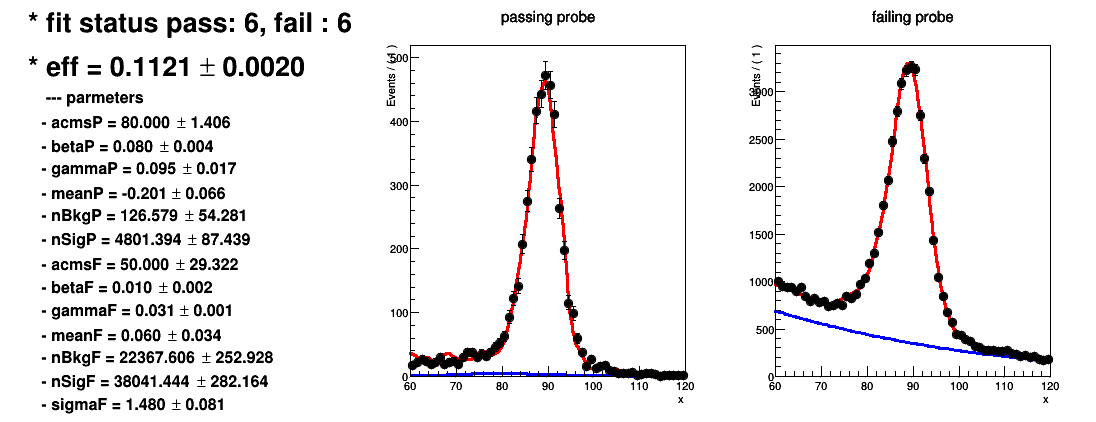 * fit status pass: 6, fail : 6
* eff = 0.1121 ± 0.0020
--- parmeters
- acmsP = 80.000 ± 1.406
- betaP = 0.080 ± 0.004
- gammaP = 0.095 ± 0.017
- meanP = -0.201 ± 0.066
- nBkgP = 126.579 ± 54.281
- nSigP = 4801.394 ± 87.439
- acmsF = 50.000 ± 29.322
- betaF = 0.010 ± 0.002
- gammaF = 0.031 ± 0.001
- meanF = 0.060 ± 0.034
- nBkgF = 22367.606 ± 252.928
- nSigF = 38041.444 ± 282.164
- sigmaF = 1.480 ± 0.081
passing probe
Events / ( 1 )
500
400
300
200
100
0
60 70 80 90 100 110 120
x
failing probe
Events / ( 1 )
3000
2500
2000
1500
1000
500
0
60 70 80 90 100 110 120
x